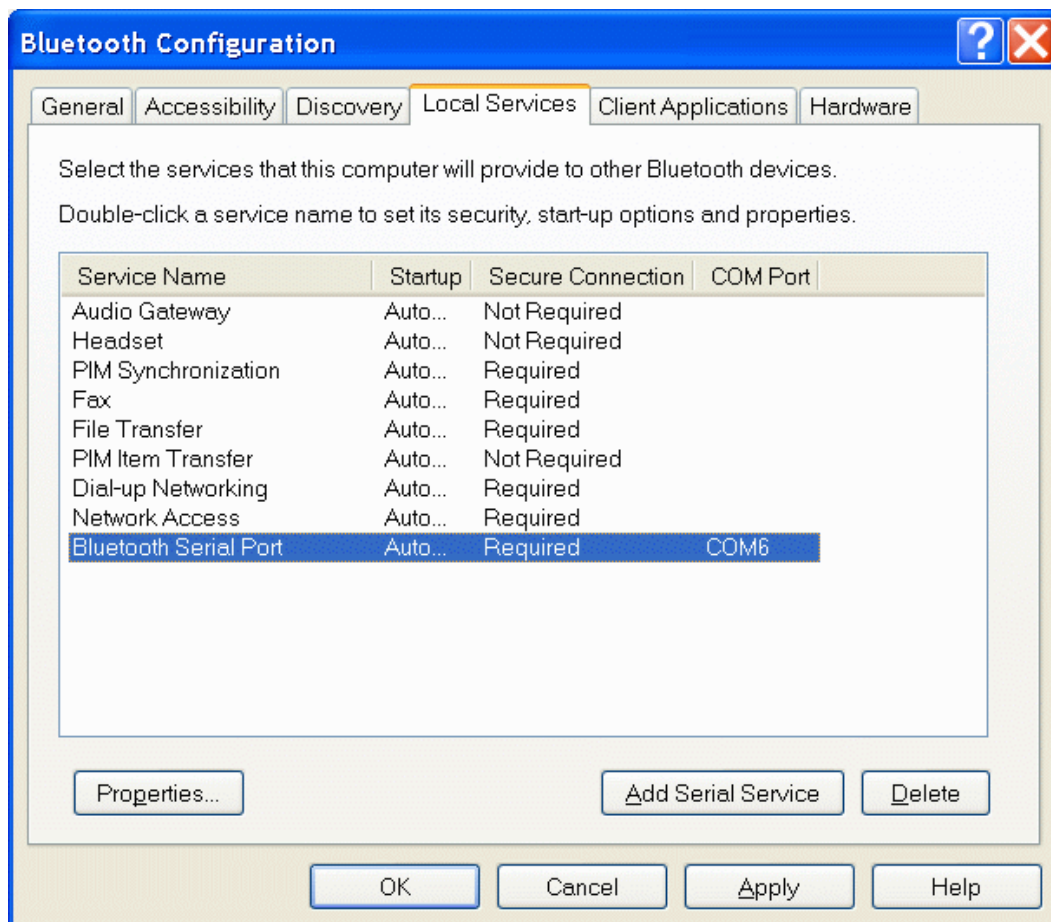 Bluetooth Configuration
General Accessibility Discovery Local Services Client Applications Hardware
Select the services that this computer will provide to other Bluetooth devices.
Double-click a service name to set its security, start-up options and properties.
Service Name Startup Secure Connection COM Port
Audio Gateway Auto... Not Required
Headset Auto... Not Required
PIM Synchronization Auto... Required
Fax Auto... Required
File Transfer Auto... Required
PIM Item Transfer Auto... Not Required
Dial-up Networking Auto... Required
Network Access Auto... Required
Bluetooth Serial Port Auto... Required COM6
Properties... Add Serial Service Delete
OK Cancel Apply Help